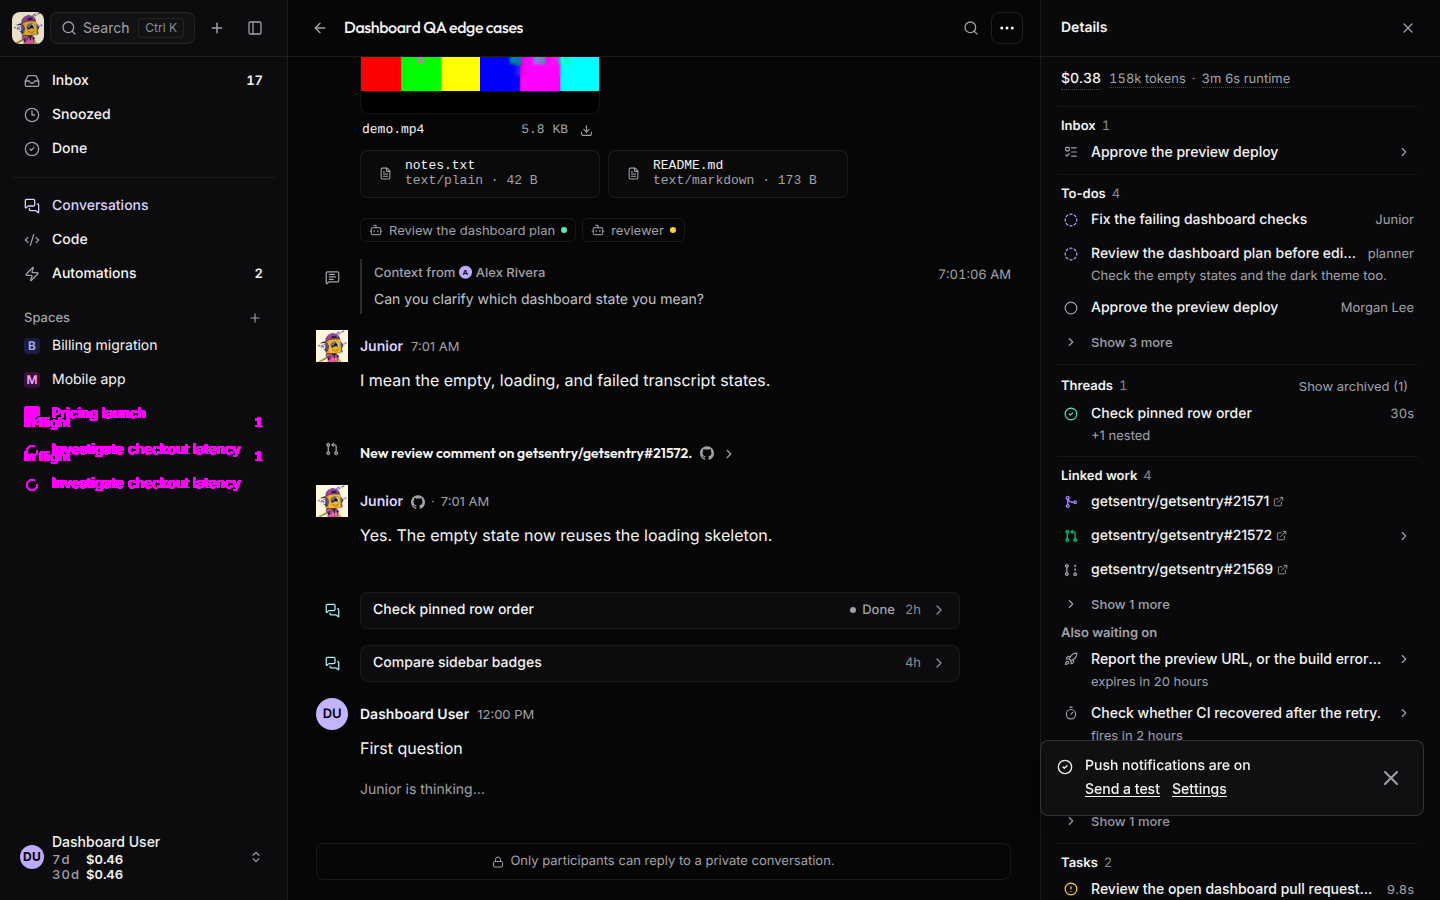 Search Ctrl K
Inbox 17
Snoozed
Done
Conversations
Code
Automations 2
Spaces
B Billing migration
M Mobile app
Pricing launch
In flight 1
Investigate checkout latency
In flight 1
Investigate checkout latency
DU Dashboard User
7d $0.46
30d $0.46
Dashboard QA edge cases
demo.mp4 5.8 KB
notes.txt
text/plain · 42 B
README.md
text/markdown · 173 B
Review the dashboard plan
reviewer
Context from A Alex Rivera 7:01:06 AM
Can you clarify which dashboard state you mean?
Junior 7:01 AM
I mean the empty, loading, and failed transcript states.
New review comment on getsentry/getsentry#21572.
Junior · 7:01 AM
Yes. The empty state now reuses the loading skeleton.
Check pinned row order Done 2h
Compare sidebar badges 4h
DU Dashboard User 12:00 PM
First question
Junior is thinking...
Only participants can reply to a private conversation.
Details
$0.38 158k tokens · 3m 6s runtime
Inbox 1
Approve the preview deploy
To-dos 4
Fix the failing dashboard checks Junior
Review the dashboard plan before edi... planner
Check the empty states and the dark theme too.
Approve the preview deploy Morgan Lee
Show 3 more
Threads 1 Show archived (1)
Check pinned row order 30s
+1 nested
Linked work 4
getsentry/getsentry#21571
getsentry/getsentry#21572
getsentry/getsentry#21569
Show 1 more
Also waiting on
Report the preview URL, or the build error...
expires in 20 hours
Check whether CI recovered after the retry.
fires in 2 hours
Push notifications are on
Send a test Settings
Show 1 more
Tasks 2
Review the open dashboard pull request... 9.8s